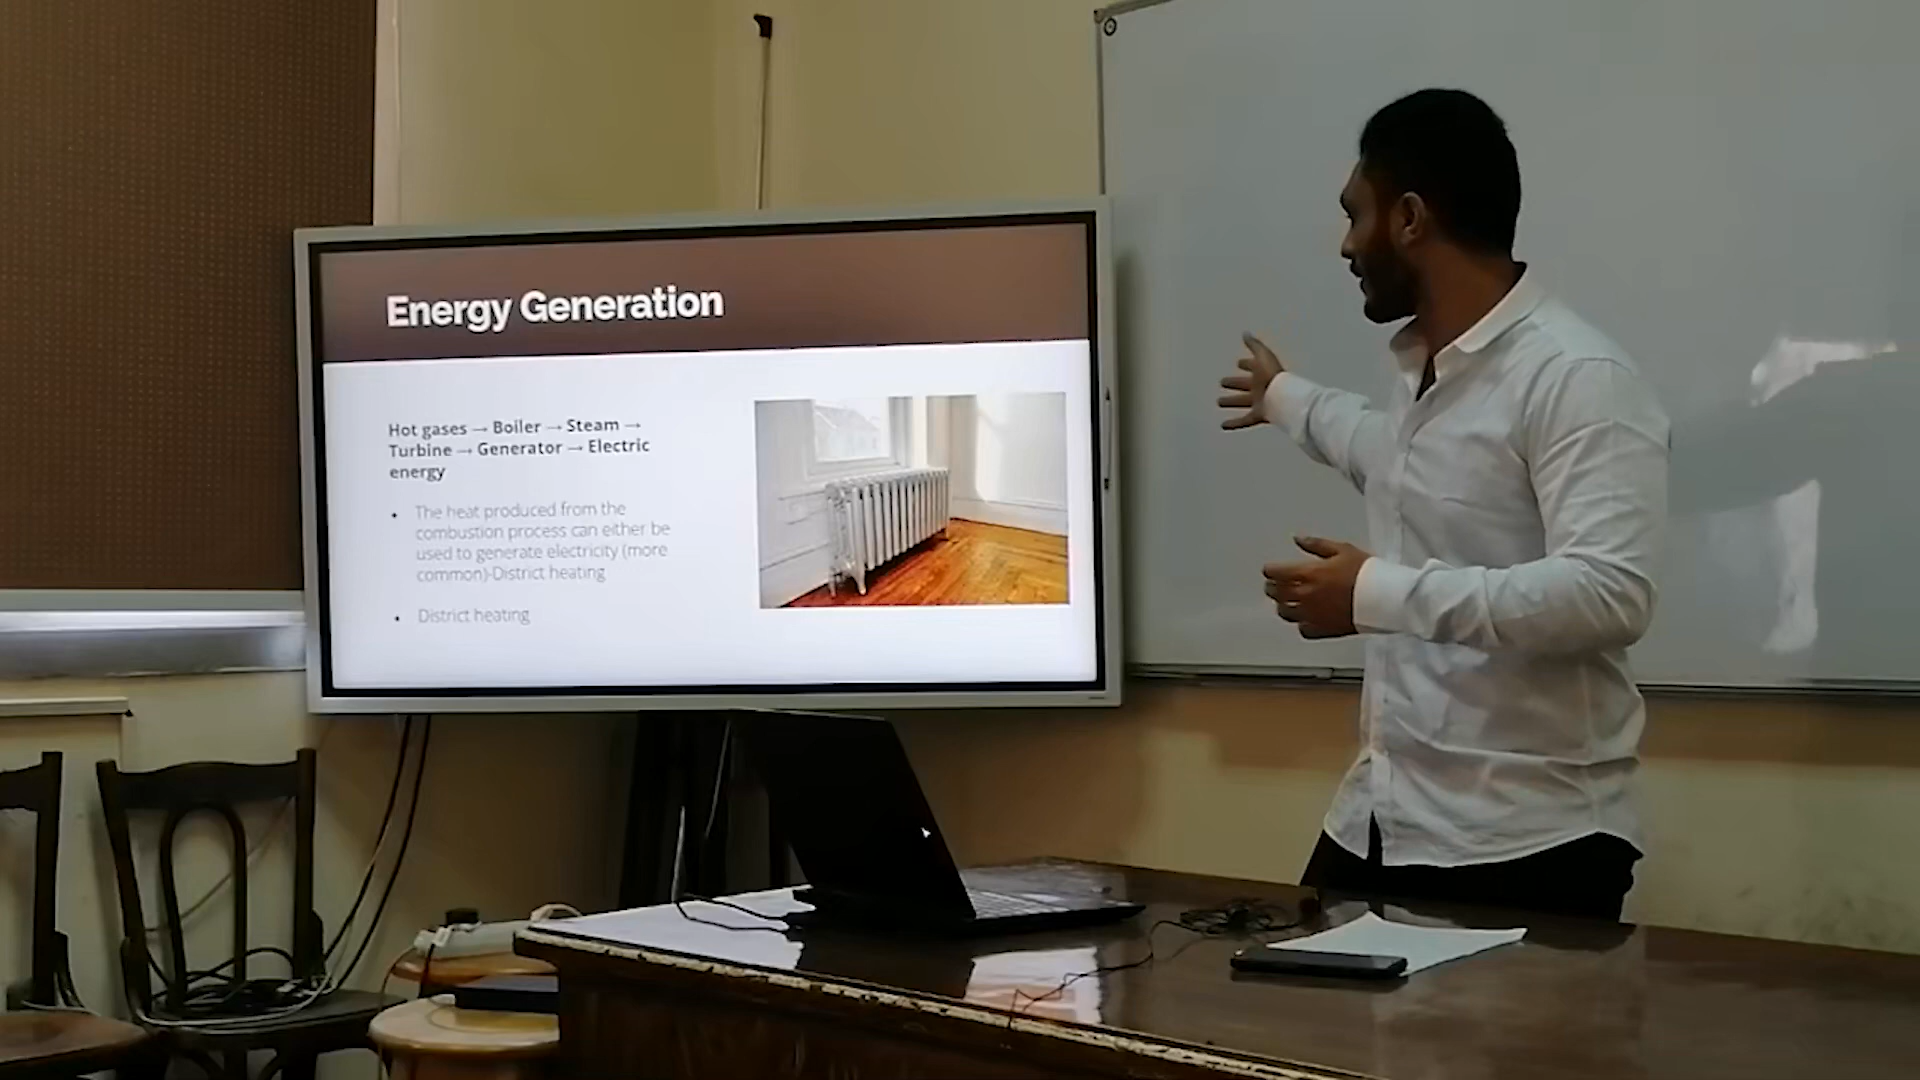 Energy Generation
Hot gases → Boiler → Steam →
Turbine → Generator → Electric
energy
• The heat produced from the
combustion process can either be
used to generate electricity (more
common)-District heating
• District heating